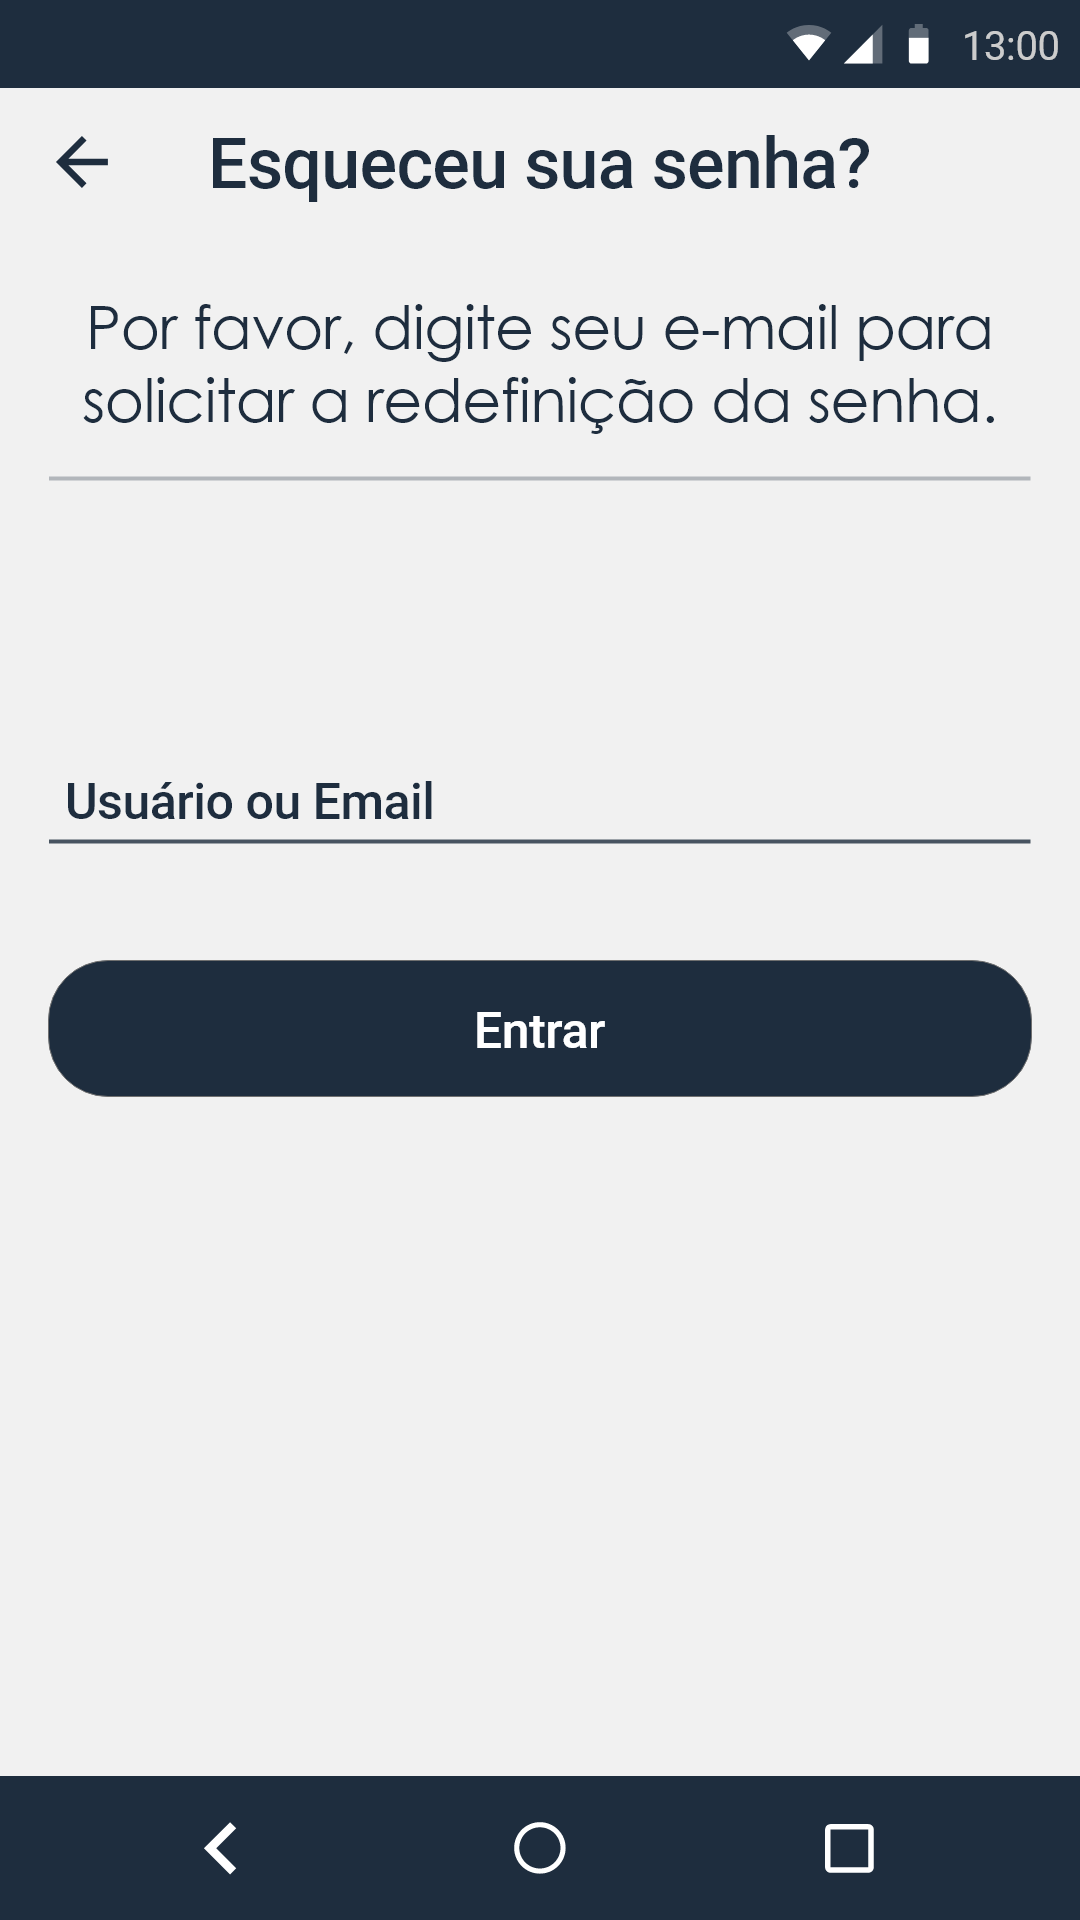 13:00
Esqueceu sua senha?
Por favor, digite seu e-mail para
solicitar a redefinição da senha.
Usuário ou Email
Entrar